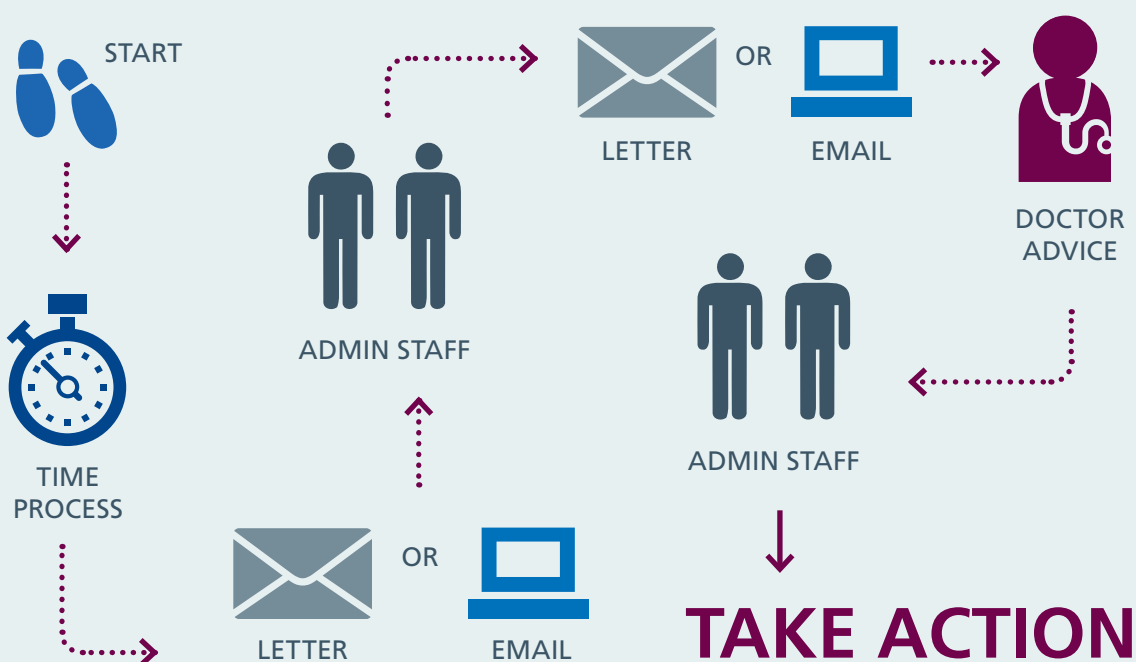 START
TIME
PROCESS
LETTER
OR
EMAIL
ADMIN STAFF
LETTER
OR
EMAIL
DOCTOR
ADVICE
ADMIN STAFF
TAKE ACTION